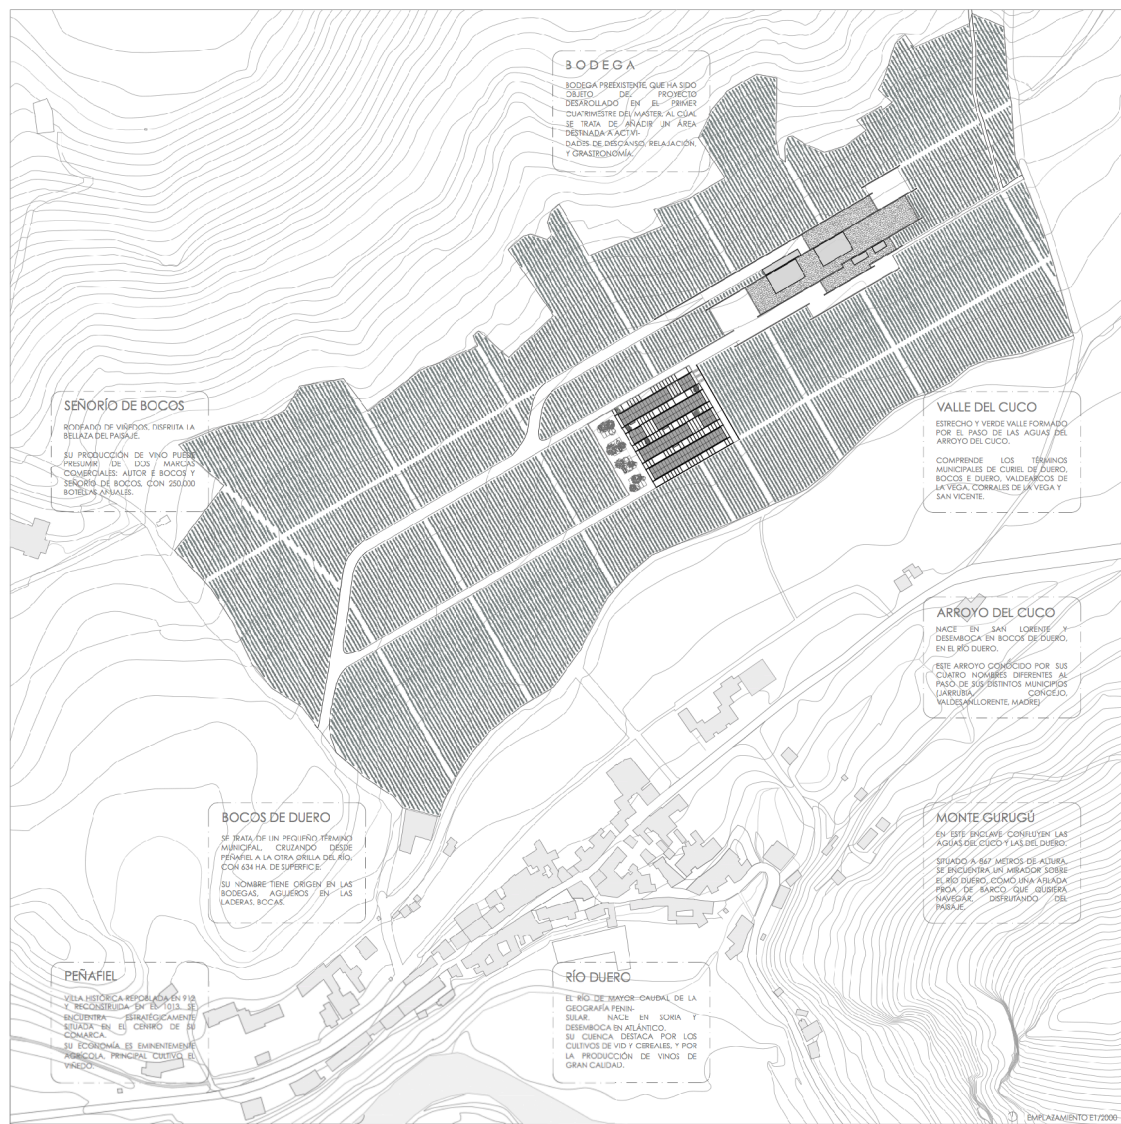 BODEGA
BODEGA PREEXISTENTE, QUE HA SIDO
OBJETO DEL PROYECTO
DESAROLLADO EN EL PRIMER
CUATRIMESTRE DEL MASTER, AL CUAL
SE TRATA DE AÑADIR UN ÁREA
DESTINADA A ACTIVI-
DADES DE DESCANSO, RELAJACIÓN,
Y GRASTRONOMÍA.
SEÑORÍO DE BOCOS
RODEADO DE VIÑEDOS, DISFRUTA LA
BELLAZA DEL PAISAJE.
SU PRODUCCIÓN DE VINO PUEDE
PRESUMIR DE DOS MARCAS
COMERCIALES: AUTOR E BOCOS Y
SEÑORÍO DE BOCOS, CON 250.000
BOTELLAS ANUALES.
VALLE DEL CUCO
ESTRECHO Y VERDE VALLE FORMADO
POR EL PASO DE LAS AGUAS DEL
ARROYO DEL CUCO.
COMPRENDE LOS TÉRMINOS
MUNICIPALES DE CURIEL DE DUERO,
BOCOS E DUERO, VALDEARCOS DE
LA VEGA, CORRALES DE LA VEGA Y
SAN VICENTE.
ARROYO DEL CUCO
NACE EN SAN LORENTE Y
DESEMBOCA EN BOCOS DE DUERO,
EN EL RÍO DUERO.
ESTE ARROYO CONOCIDO POR SUS
CUATRO NOMBRES DIFERENTES AL
PASO DE SUS DISTINTOS MUNICIPIOS
(JARRUBIA, CONCEJO,
VALDESANLLORENTE, MADRE)
BOCOS DE DUERO
SE TRATA DE UN PEQUEÑO TÉRMINO
MUNICIPAL, CRUZANDO DESDE
PEÑAFIEL A LA OTRA ORILLA DEL RÍO,
CON 634 HA. DE SUPERFICIE.
SU NOMBRE TIENE ORIGEN EN LAS
BODEGAS, AGUJEROS EN LAS
LADERAS, BOCAS.
MONTE GURUGÚ
EN ESTE ENCLAVE CONFLUYEN LAS
AGUAS DEL CUCO Y LAS DEL DUERO.
SITUADO A 867 METROS DE ALTURA,
SE ENCUENTRA UN MIRADOR SOBRE
EL RÍO DUERO, COMO UNA AFILADA
PROA DE BARCO QUE QUISIERA
NAVEGAR, DISFRUTANDO DEL
PAISAJE.
PEÑAFIEL
VILLA HISTÓRICA REPOBLADA EN 912
Y RECONSTRUIDA EN EL 1013. SE
ENCUENTRA ESTRATÉGICAMENTE
SITUADA EN EL CENTRO DE SU
COMARCA.
SU ECONOMÍA ES EMINENTEMENTE
AGRÍCOLA, PRINCIPAL CULTIVO EL
VIÑEDO.
RÍO DUERO
EL RÍO DE MAYOR CAUDAL DE LA
GEOGRAFÍA PENIN-
SULAR. NACE EN SORIA Y
DESEMBOCA EN ATLÁNTICO.
SU CUENCA DESTACA POR LOS
CULTIVOS DE VID Y CEREALES, Y POR
LA PRODUCCIÓN DE VINOS DE
GRAN CALIDAD.
EMPLAZAMIENTO E1/2000